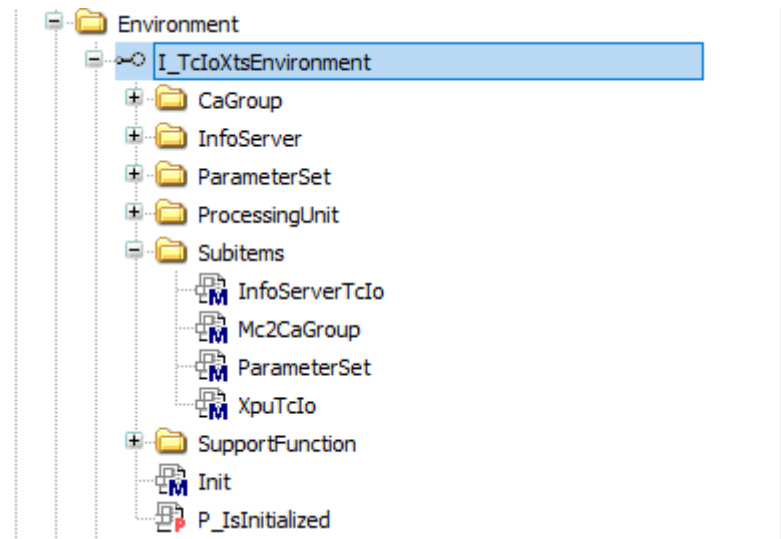 Environment
I_TcIoXtsEnvironment
CaGroup
InfoServer
ParameterSet
ProcessingUnit
Subitems
InfoServerTcIo
Mc2CaGroup
ParameterSet
XpuTcIo
SupportFunction
Init
P_IsInitialized